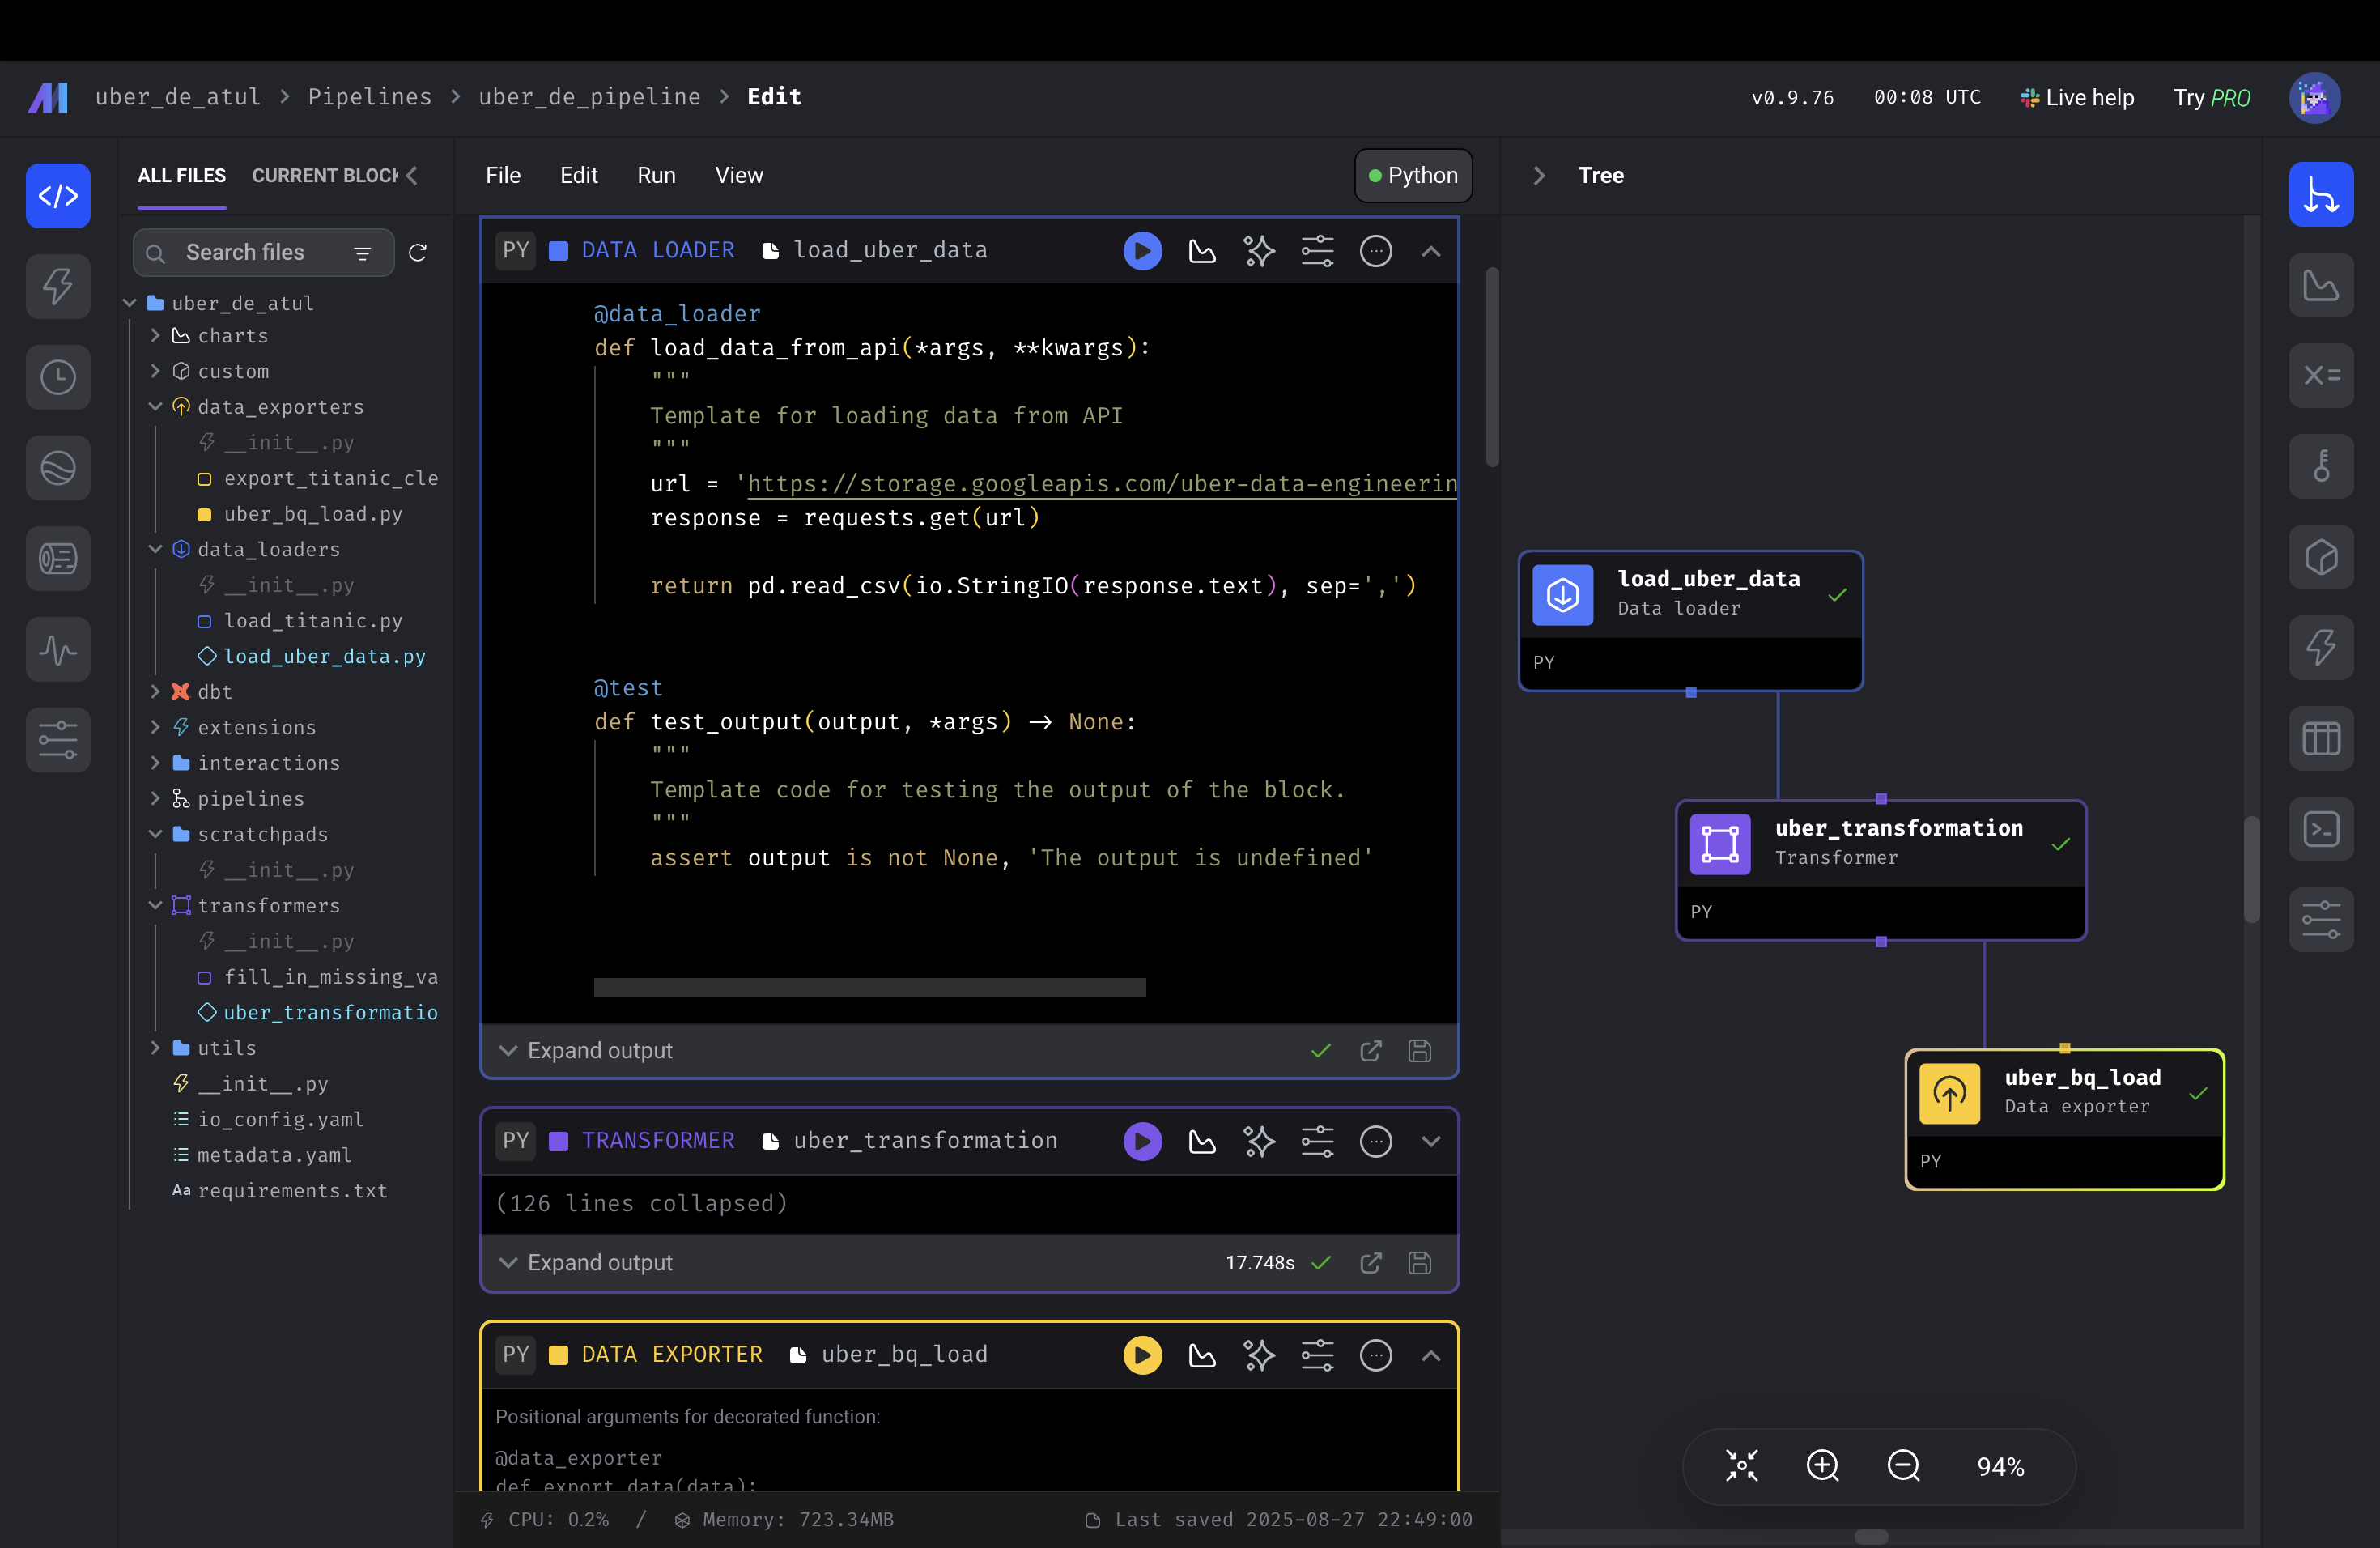 uber_de_atul > Pipelines > uber_de_pipeline > Edit
v0.9.76 00:08 UTC Live help Try PRO
ALL FILES CURRENT BLOCK
Search files
uber_de_atul
charts
custom
data_exporters
__init__.py
export_titanic_cle
uber_bq_load.py
data_loaders
__init__.py
load_titanic.py
load_uber_data.py
dbt
extensions
interactions
pipelines
scratchpads
__init__.py
transformers
__init__.py
fill_in_missing_va
uber_transformatio
utils
__init__.py
io_config.yaml
metadata.yaml
Aa requirements.txt
File Edit Run View Python
PY DATA LOADER load_uber_data
@data_loader
def load_data_from_api(*args, **kwargs):
"""
Template for loading data from API
"""
url = 'https://storage.googleapis.com/uber-data-engineerin
response = requests.get(url)
return pd.read_csv(io.StringIO(response.text), sep=',')
@test
def test_output(output, *args) -> None:
"""
Template code for testing the output of the block.
"""
assert output is not None, 'The output is undefined'
Expand output
PY TRANSFORMER uber_transformation
(126 lines collapsed)
Expand output 17.748s
PY DATA EXPORTER uber_bq_load
Positional arguments for decorated function:
@data_exporter
def export_data(data):
CPU: 0.2% / Memory: 723.34MB Last saved 2025-08-27 22:49:00
Tree
load_uber_data
Data loader
PY
uber_transformation
Transformer
PY
uber_bq_load
Data exporter
PY
94%